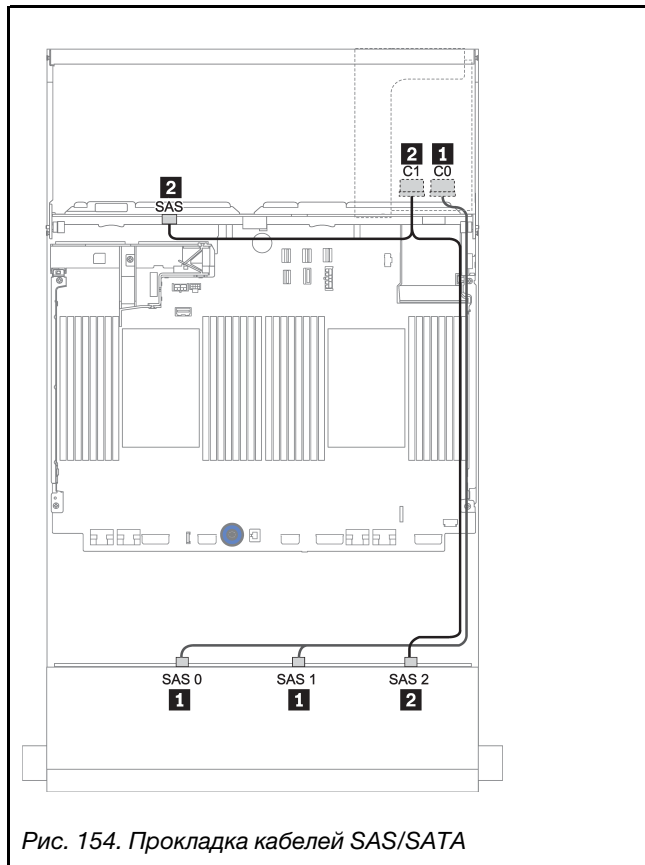 2 1
C1 C0
2
SAS
SAS 0 SAS 1 SAS 2
1 1 2
Рис. 154. Прокладка кабелей SAS/SATA